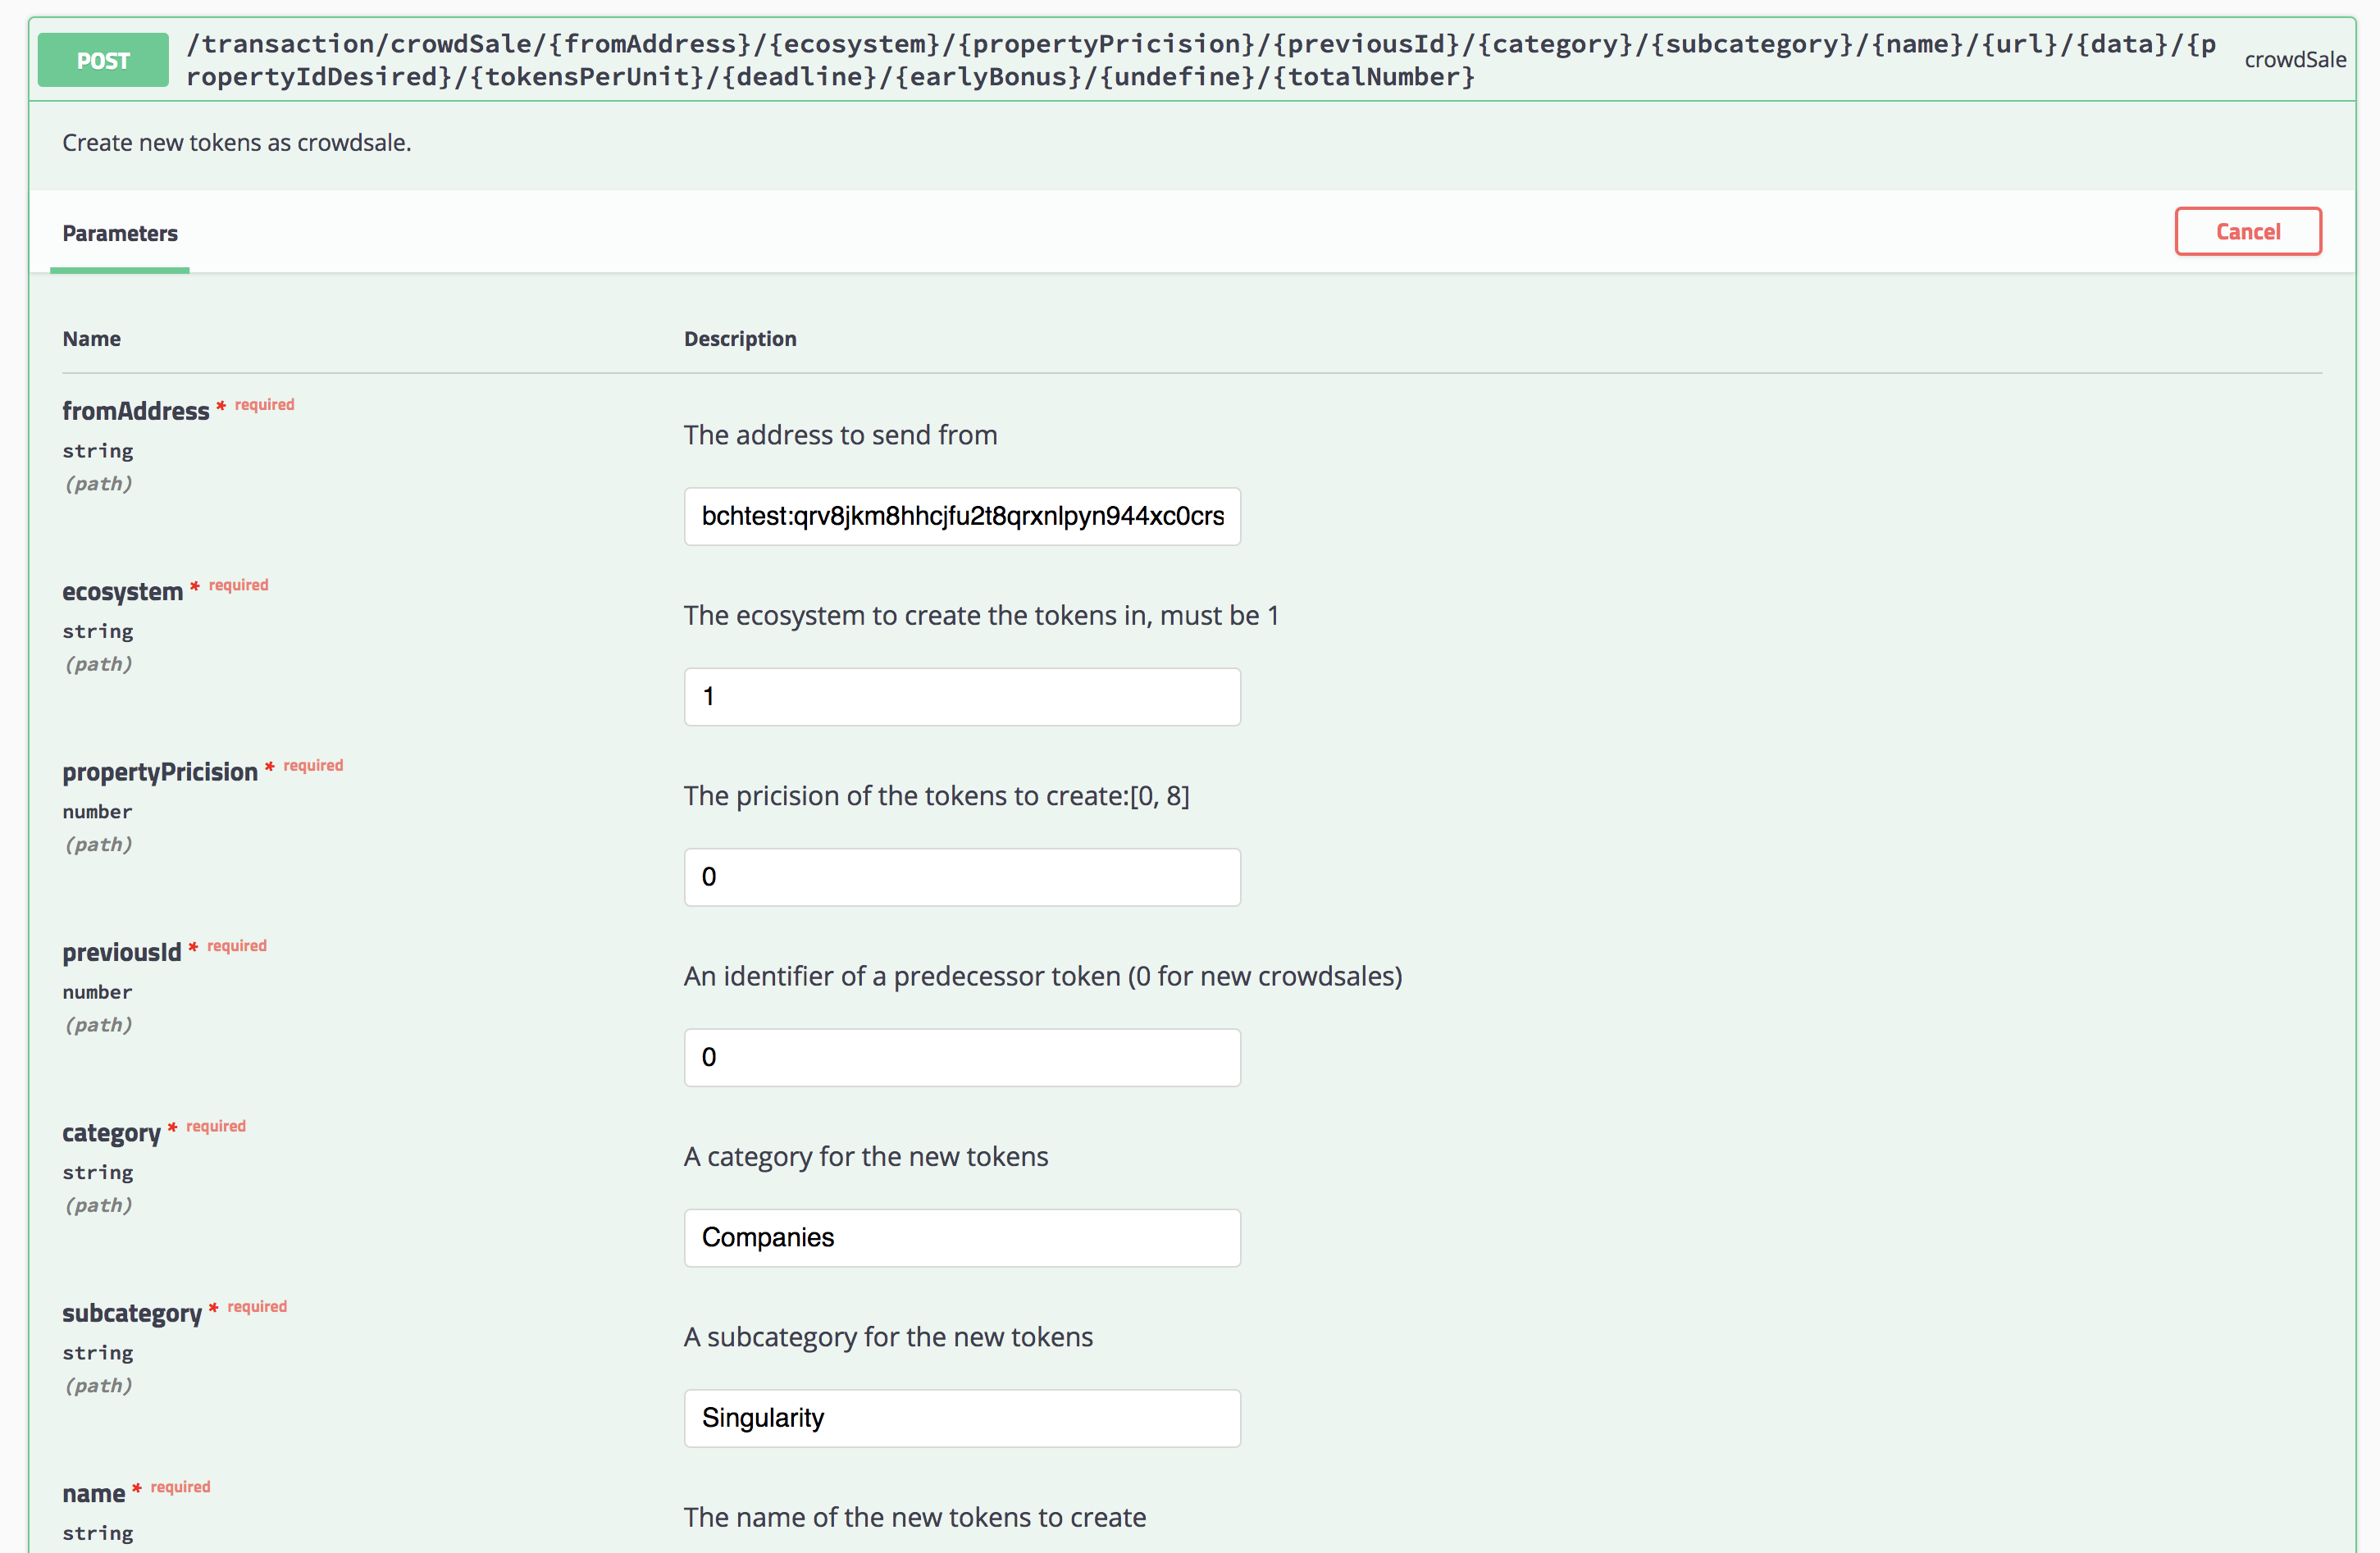 POST
/transaction/crowdSale/{fromAddress}/{ecosystem}/{propertyPricision}/{previousId}/{category}/{subcategory}/{name}/{url}/{data}/{p
ropertyIdDesired}/{tokensPerUnit}/{deadline}/{earlyBonus}/{undefine}/{totalNumber}
crowdSale
Create new tokens as crowdsale.
Parameters
Cancel
Name
Description
fromAddress * required
string
(path)
The address to send from
bchtest:qrv8jkm8hhcjfu2t8qrxnlpyn944xc0crs
ecosystem * required
string
(path)
The ecosystem to create the tokens in, must be 1
1
propertyPricision * required
number
(path)
The pricision of the tokens to create:[0, 8]
0
previousId * required
number
(path)
An identifier of a predecessor token (0 for new crowdsales)
0
category * required
string
(path)
A category for the new tokens
Companies
subcategory * required
string
(path)
A subcategory for the new tokens
Singularity
name * required
string
The name of the new tokens to create